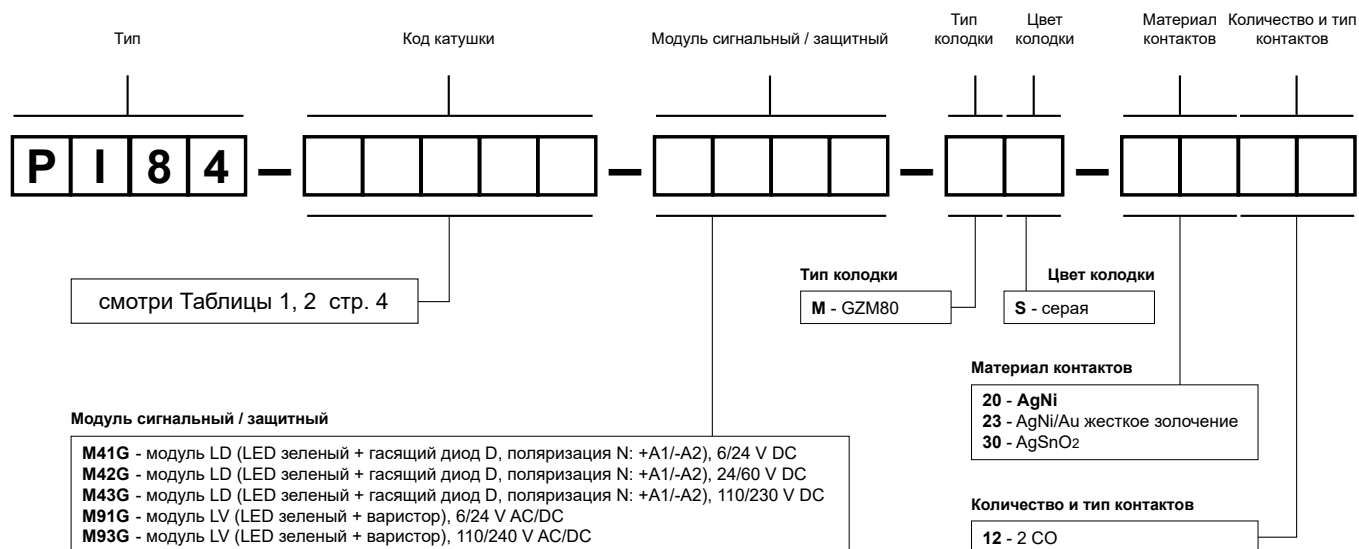 Тип
Код катушки
Модуль сигнальный / защитный
Тип
колодки
Цвет
колодки
Материал
контактов
Количество и тип
контактов
P I 8 4 – – – –
смотри Таблицы 1, 2 стр. 4
Тип колодки
M - GZM80
Цвет колодки
S - серая
Материал контактов
20 - AgNi
23 - AgNi/Au жесткое золочение
30 - AgSnO2
Модуль сигнальный / защитный
M41G - модуль LD (LED зеленый + гасящий диод D, поляризация N: +A1/-A2), 6/24 V DC
M42G - модуль LD (LED зеленый + гасящий диод D, поляризация N: +A1/-A2), 24/60 V DC
M43G - модуль LD (LED зеленый + гасящий диод D, поляризация N: +A1/-A2), 110/230 V DC
M91G - модуль LV (LED зеленый + варистор), 6/24 V AC/DC
M93G - модуль LV (LED зеленый + варистор), 110/240 V AC/DC
Количество и тип контактов
12 - 2 CO